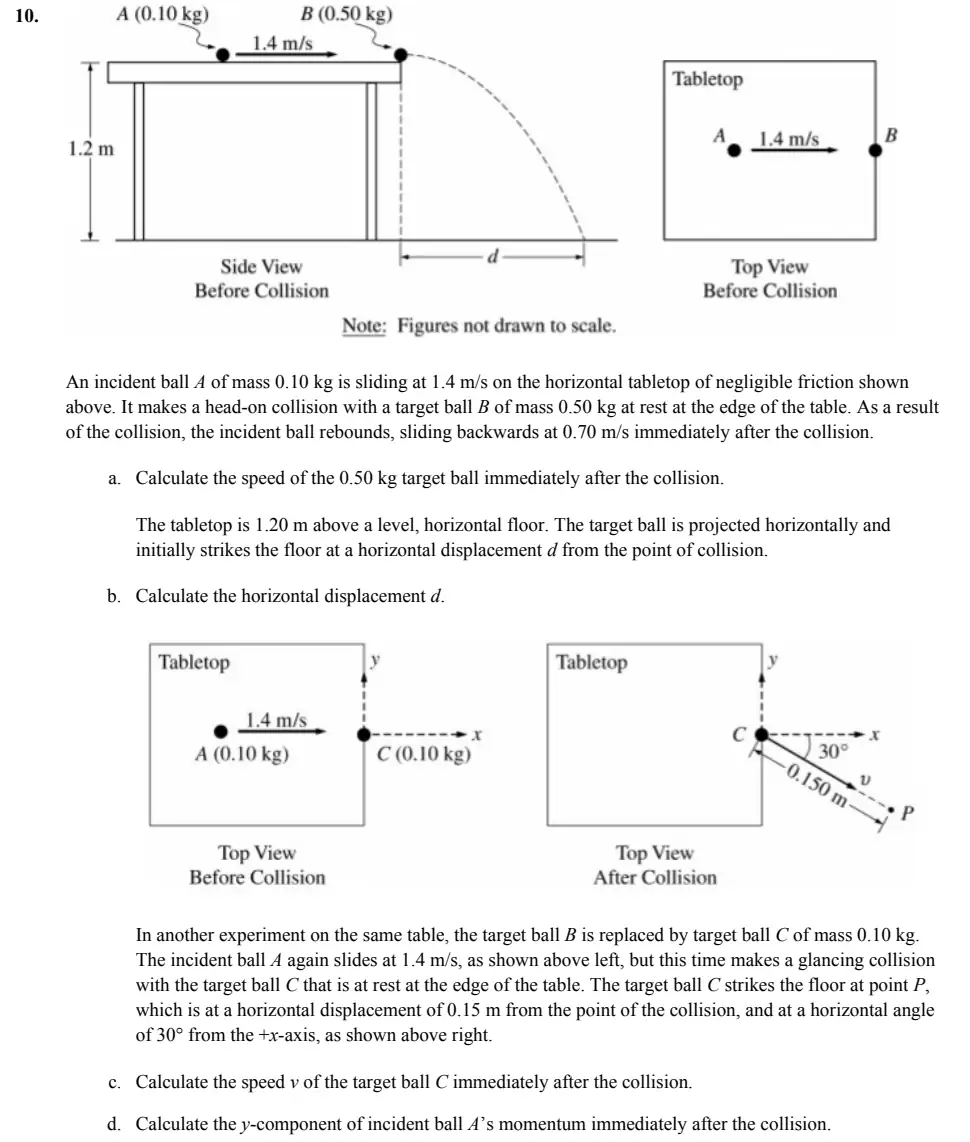 10.
A (0.10 kg)
B (0.50 kg)
1.4 m/s
1.2 m
d
Side View
Before Collision
Tabletop
A
1.4 m/s
B
Top View
Before Collision
Note: Figures not drawn to scale.
An incident ball A of mass 0.10 kg is sliding at 1.4 m/s on the horizontal tabletop of negligible friction shown
above. It makes a head-on collision with a target ball B of mass 0.50 kg at rest at the edge of the table. As a result
of the collision, the incident ball rebounds, sliding backwards at 0.70 m/s immediately after the collision.
a. Calculate the speed of the 0.50 kg target ball immediately after the collision.
The tabletop is 1.20 m above a level, horizontal floor. The target ball is projected horizontally and
initially strikes the floor at a horizontal displacement d from the point of collision.
b. Calculate the horizontal displacement d.
Tabletop
y
1.4 m/s
x
A (0.10 kg)
C (0.10 kg)
Top View
Before Collision
Tabletop
y
C
x
30°
υ
0.150 m
P
Top View
After Collision
In another experiment on the same table, the target ball B is replaced by target ball C of mass 0.10 kg.
The incident ball A again slides at 1.4 m/s, as shown above left, but this time makes a glancing collision
with the target ball C that is at rest at the edge of the table. The target ball C strikes the floor at point P,
which is at a horizontal displacement of 0.15 m from the point of the collision, and at a horizontal angle
of 30° from the +x-axis, as shown above right.
c. Calculate the speed v of the target ball C immediately after the collision.
d. Calculate the y-component of incident ball A's momentum immediately after the collision.